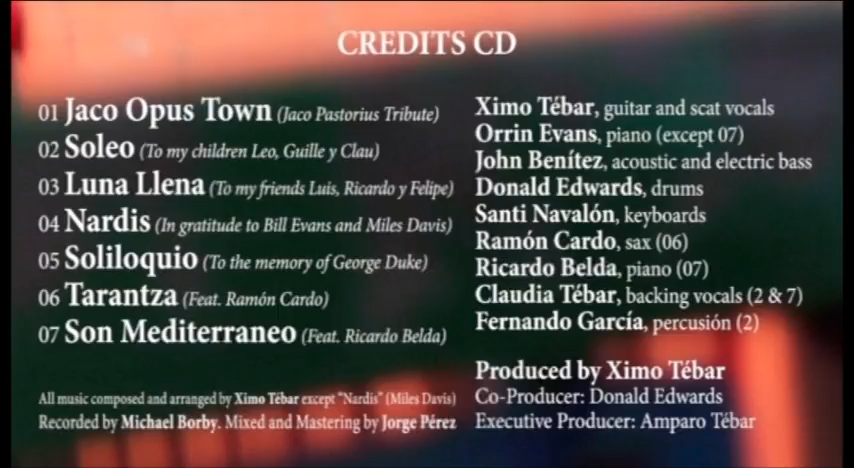 CREDITS CD
01 Jaco Opus Town (Jaco Pastorius Tribute)
02 Soleo (To my children Leo, Guille y Clau)
03 Luna Llena (To my friends Luis, Ricardo y Felipe)
04 Nardis (In gratitude to Bill Evans and Miles Davis)
05 Soliloquio (To the memory of George Duke)
06 Tarantza (Feat. Ramón Cardo)
07 Son Mediterraneo (Feat. Ricardo Belda)
All music composed and arranged by Ximo Tébar except "Nardis" (Miles Davis)
Recorded by Michael Borby. Mixed and Mastering by Jorge Pérez
Ximo Tébar, guitar and scat vocals
Orrin Evans, piano (except 07)
John Benítez, acoustic and electric bass
Donald Edwards, drums
Santi Navalón, keyboards
Ramón Cardo, sax (06)
Ricardo Belda, piano (07)
Claudia Tébar, backing vocals (2 & 7)
Fernando García, percusión (2)
Produced by Ximo Tébar
Co-Producer: Donald Edwards
Executive Producer: Amparo Tébar